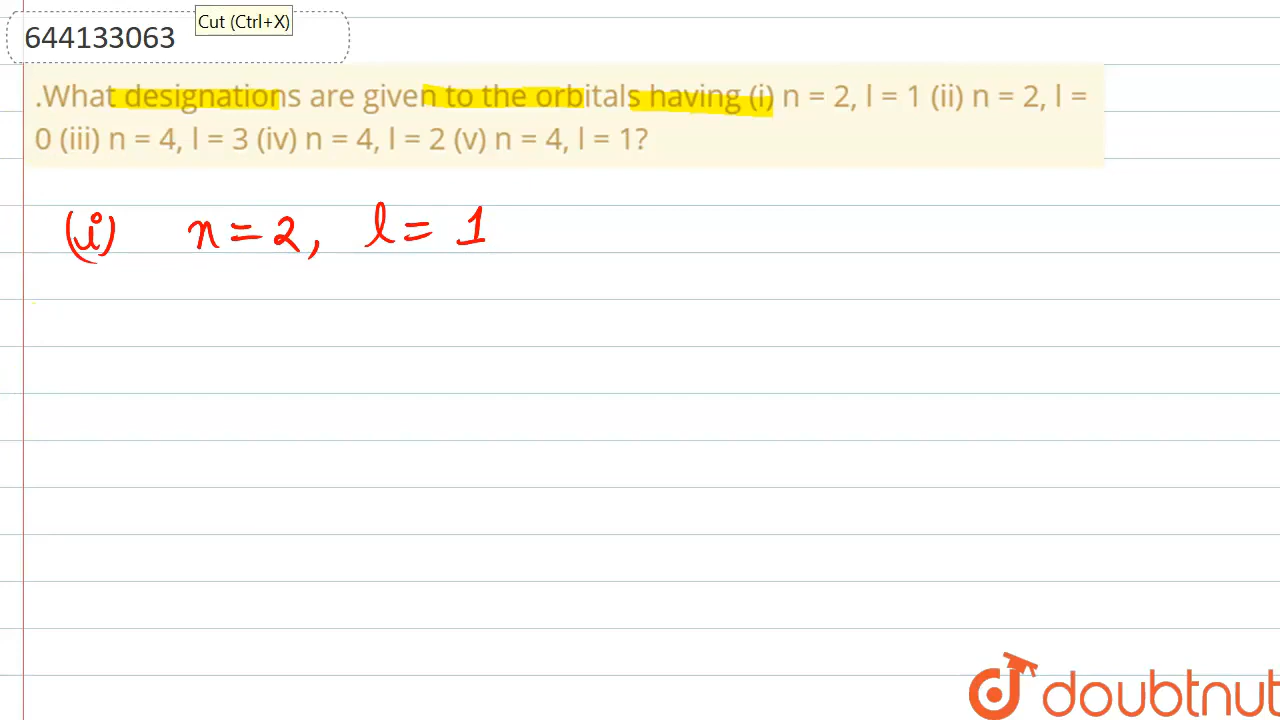 Cut (Ctrl+X)
644133063
.What designations are given to the orbitals having (i) n = 2, l = 1 (ii) n = 2, l =
0 (iii) n = 4, l = 3 (iv) n = 4, l = 2 (v) n = 4, l = 1?
(i) n = 2, l = 1
doubtnut